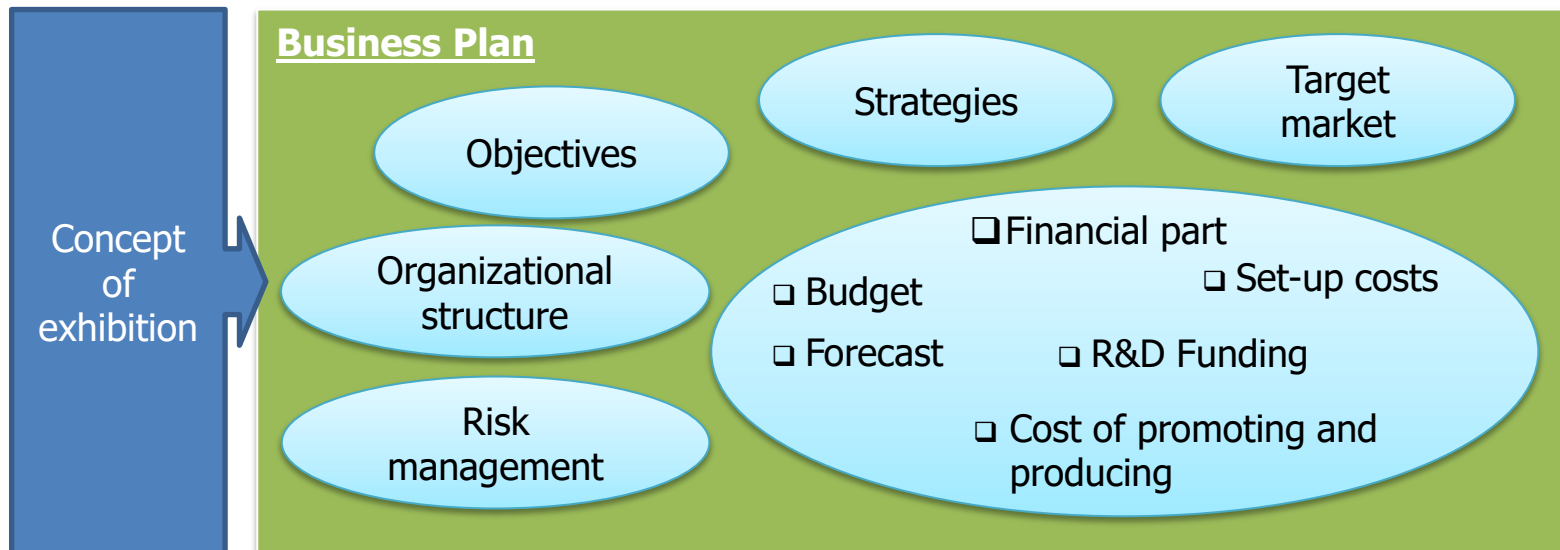 Business Plan
Concept
of
exhibition
Objectives
Strategies
Target
market
Organizational
structure
Risk
management
❑Financial part
❑ Budget
❑ Set-up costs
❑ Forecast
❑ R&D Funding
❑ Cost of promoting and
producing